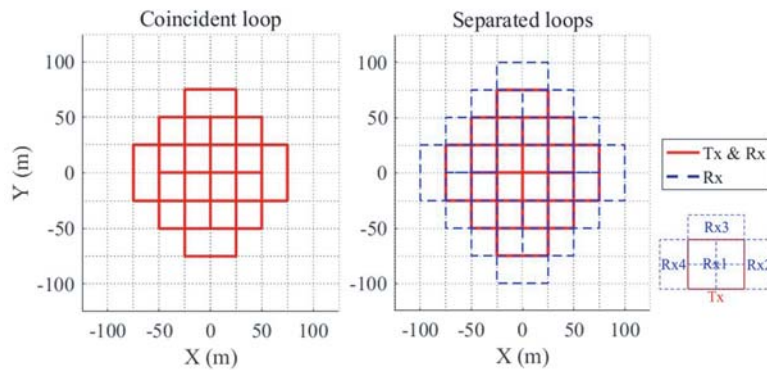 Coincident loop
Separated loops
Y (m)
100
50
0
-50
-100
-100 -50 0 50 100
X (m)
100
50
0
-50
-100
-100 -50 0 50 100
X (m)
Tx & Rx
Rx
Rx3
Rx4 Rx1 Rx2
Tx